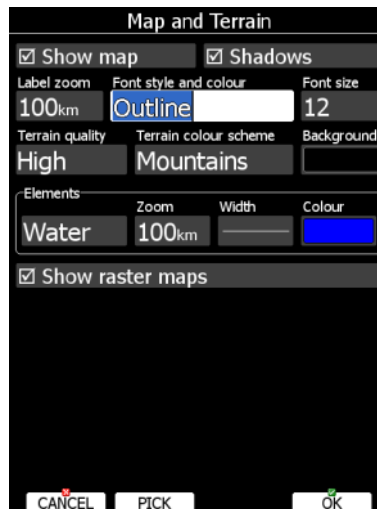 Map and Terrain
Show map Shadows
Label zoom Font style and colour Font size
100km Outline 12
Terrain quality Terrain colour scheme Background
High Mountains
Elements
Zoom Width Colour
Water 100km
Show raster maps
CANCEL PICK OK